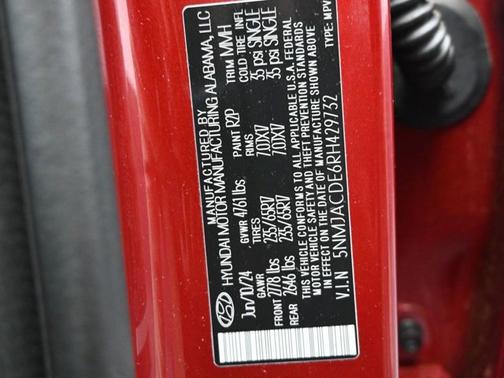 MANUFACTURED BY
HYUNDAI MOTOR MANUFACTURING ALABAMA, LLC
Jun/10/24 GVWR 4761 lbs PAINT R2P TRIM MMH
GAWR RIMS COLD TIRE INFL
FRONT 2778 lbs 235/65R17 7.0JX17 35 psi SINGLE
REAR 2646 lbs 235/65R17 7.0JX17 35 psi SINGLE
THIS VEHICLE CONFORMS TO ALL APPLICABLE U.S.A. FEDERAL
MOTOR VEHICLE SAFETY AND THEFT PREVENTION STANDARDS
IN EFFECT ON THE DATE OF MANUFACTURE SHOWN ABOVE
V.I.N 5NMJACDE6RH429732 TYPE: MPV